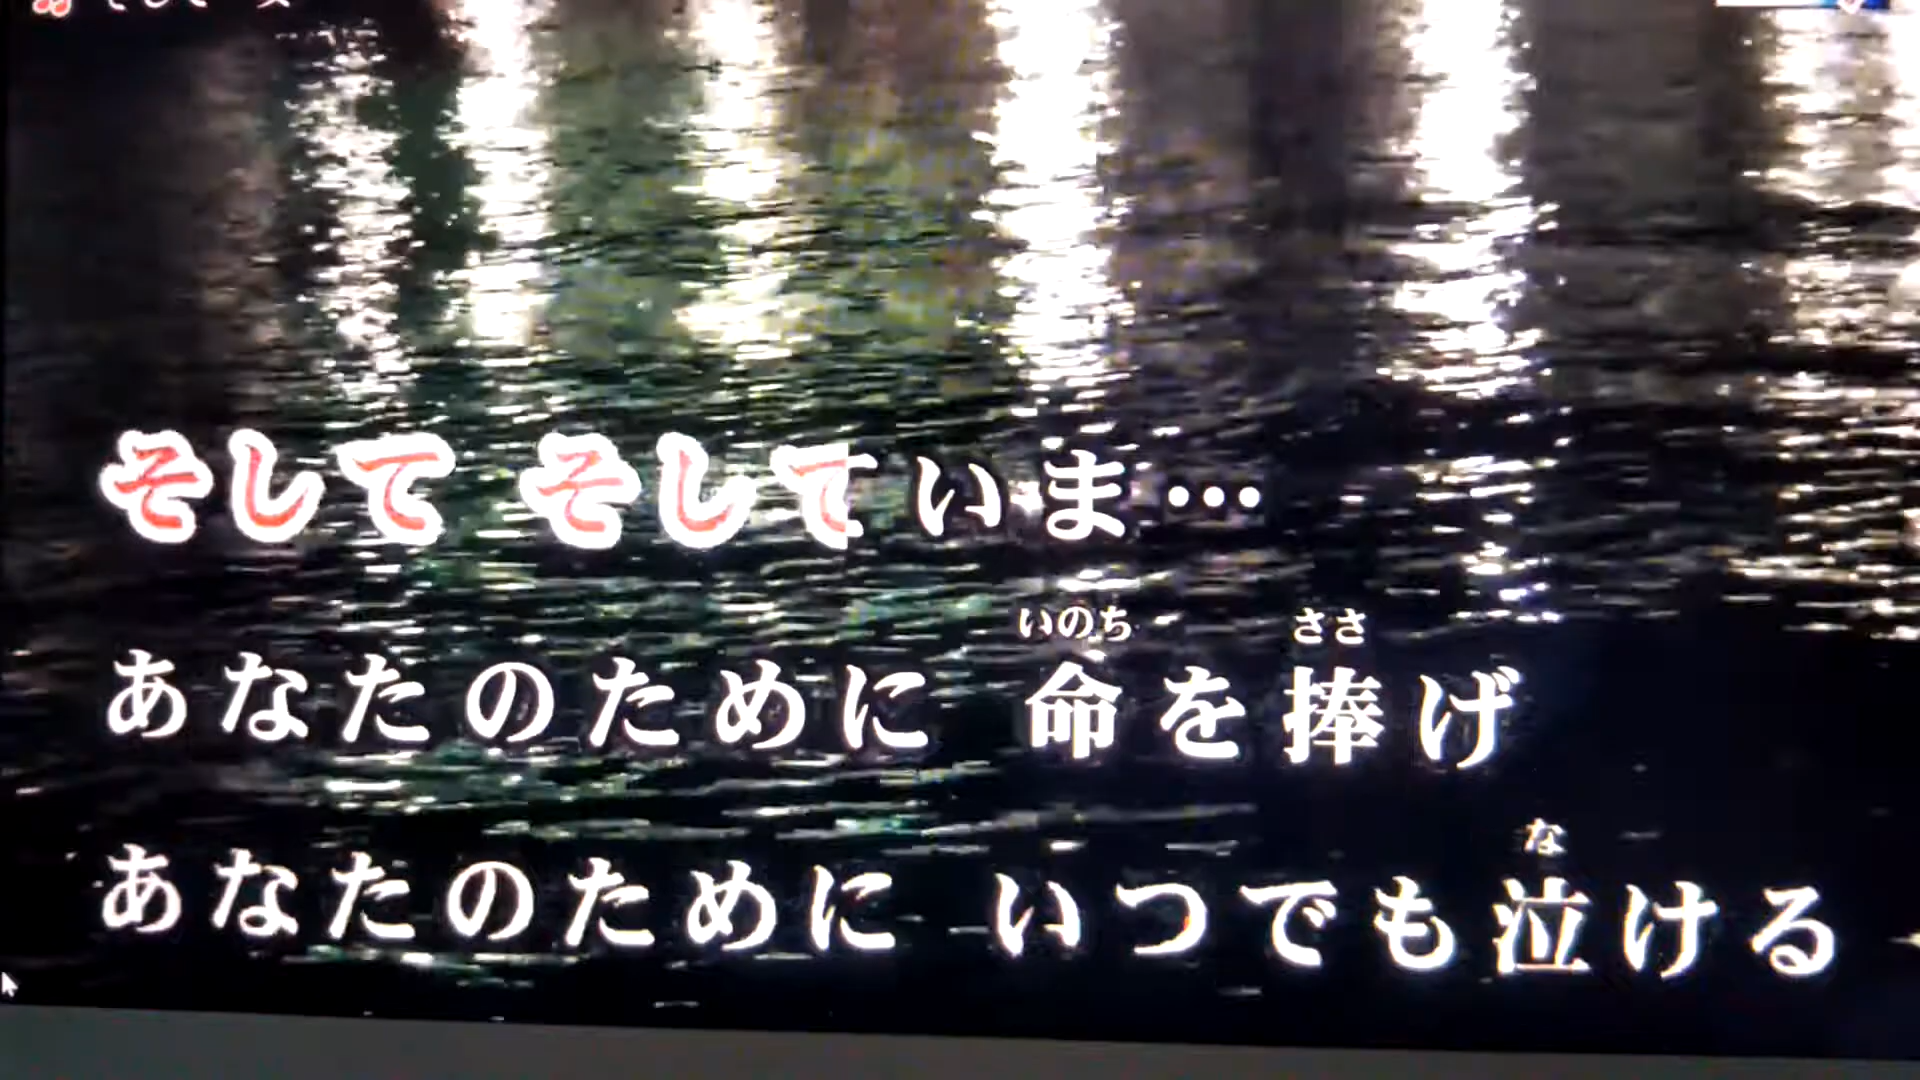 そして そしていま…
いのち ささ
あなたのために 命を捧げ
な
あなたのために いつでも泣ける